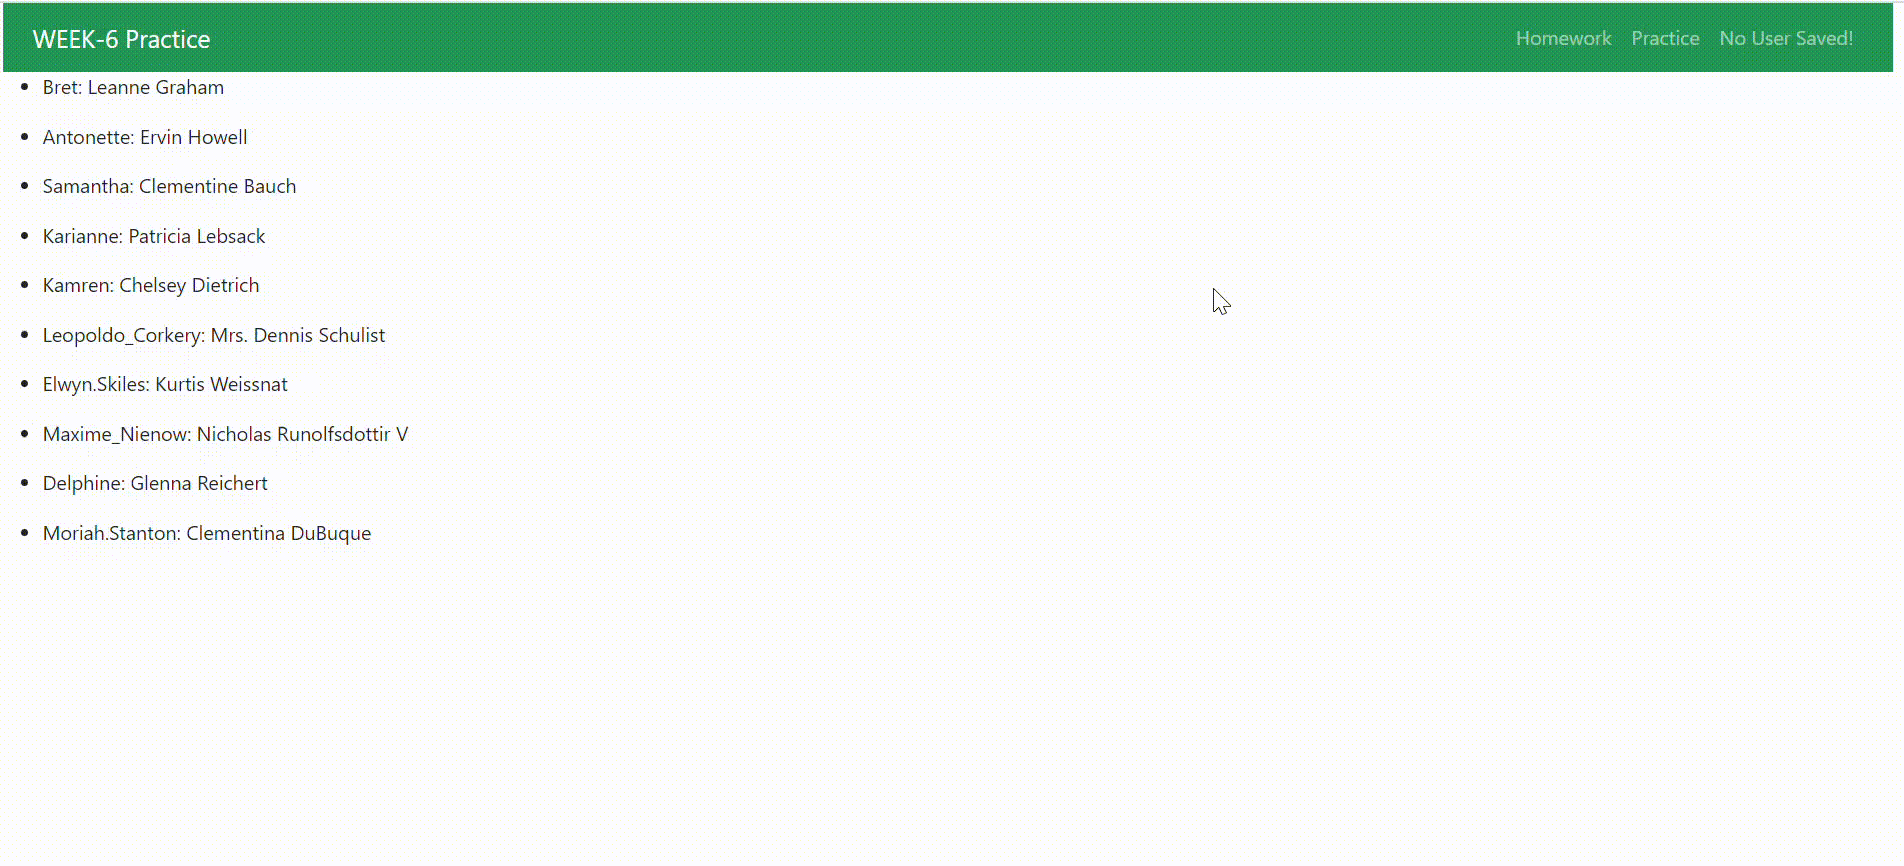 WEEK-6 Practice
Homework Practice No User Saved!
Bret: Leanne Graham
Antonette: Ervin Howell
Samantha: Clementine Bauch
Karianne: Patricia Lebsack
Kamren: Chelsey Dietrich
Leopoldo_Corkery: Mrs. Dennis Schulist
Elwyn.Skiles: Kurtis Weissnat
Maxime_Nienow: Nicholas Runolfsdottir V
Delphine: Glenna Reichert
Moriah.Stanton: Clementina DuBuque